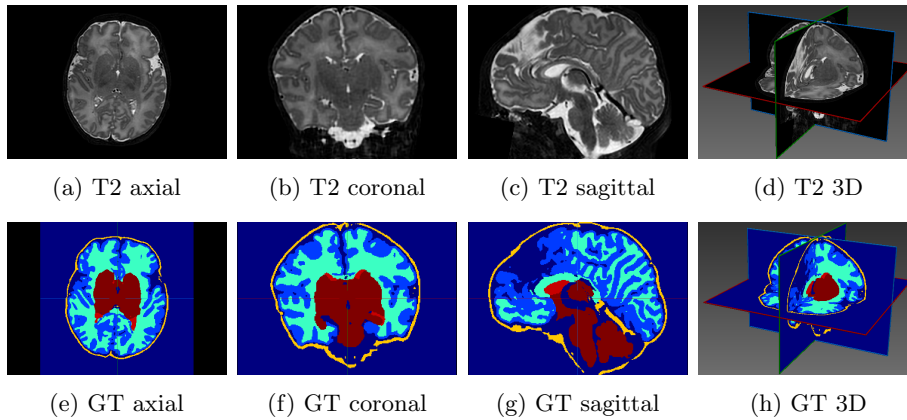 (a) T2 axial (b) T2 coronal (c) T2 sagittal (d) T2 3D
(e) GT axial (f) GT coronal (g) GT sagittal (h) GT 3D